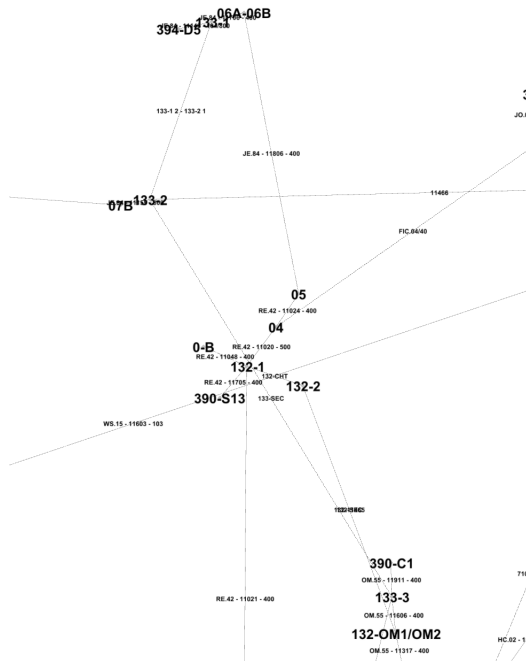 06A-06B
133-1
394-D5
133-1 2 - 133-2 1
JE.84 - 11806 - 400
11466
133-2
07B
FIC.04/40
05
RE.42 - 11024 - 400
04
RE.42 - 11020 - 500
0-B
RE.42 - 11048 - 400
132-1
132-CHT
RE.42 - 11705 - 400
132-2
390-S13
133-SEC
WS.15 - 11603 - 103
390-C1
OM.55 - 11911 - 400
RE.42 - 11021 - 400
133-3
OM.55 - 11606 - 400
132-OM1/OM2
HC.02 - 1
OM.55 - 11317 - 400